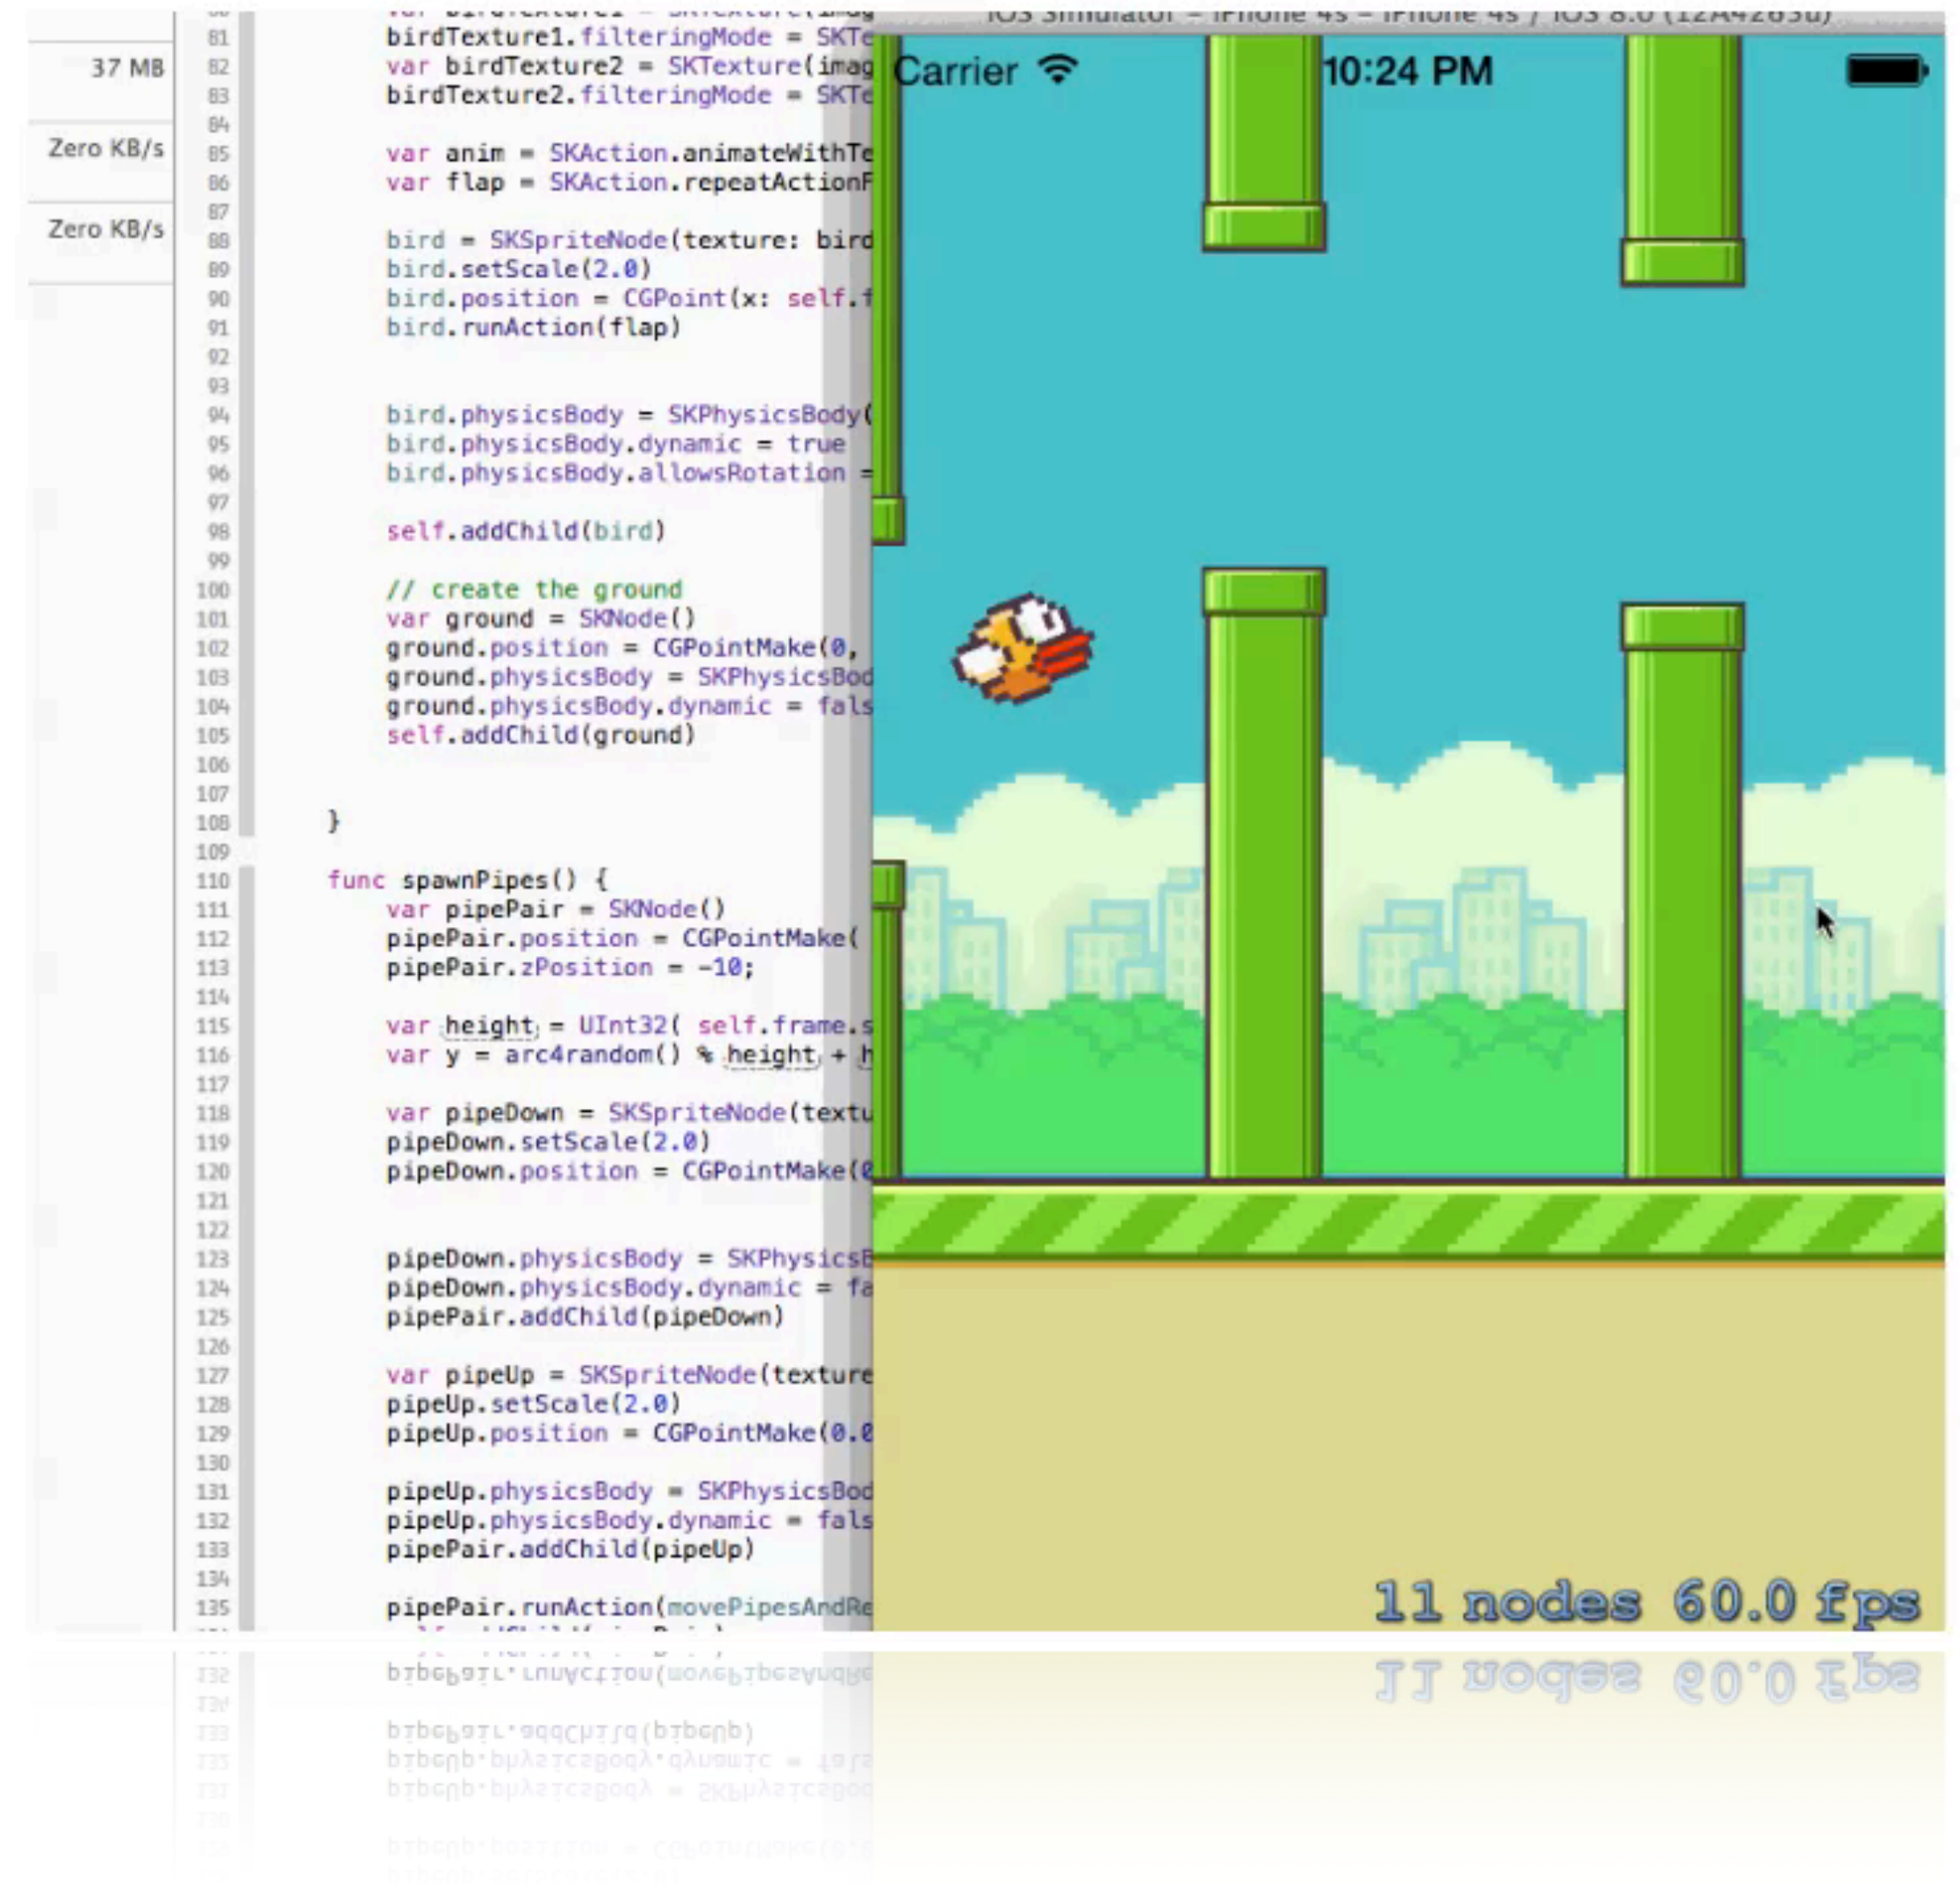 37 MB
Zero KB/s
Zero KB/s
81 birdTexture1.filteringMode = SKTe
82 var birdTexture2 = SKTexture(imag
83 birdTexture2.filteringMode = SKTe
84
85 var anim = SKAction.animateWithTe
86 var flap = SKAction.repeatActionF
87
88 bird = SKSpriteNode(texture: bird
89 bird.setScale(2.0)
90 bird.position = CGPoint(x: self.f
91 bird.runAction(flap)
92
93
94 bird.physicsBody = SKPhysicsBody(
95 bird.physicsBody.dynamic = true
96 bird.physicsBody.allowsRotation =
97
98 self.addChild(bird)
99
100 // create the ground
101 var ground = SKNode()
102 ground.position = CGPointMake(0,
103 ground.physicsBody = SKPhysicsBod
104 ground.physicsBody.dynamic = fals
105 self.addChild(ground)
106
107
108 }
109
110 func spawnPipes() {
111 var pipePair = SKNode()
112 pipePair.position = CGPointMake(
113 pipePair.zPosition = -10;
114
115 var height = UInt32( self.frame.s
116 var y = arc4random() % height + h
117
118 var pipeDown = SKSpriteNode(textu
119 pipeDown.setScale(2.0)
120 pipeDown.position = CGPointMake(0
121
122
123 pipeDown.physicsBody = SKPhysicsB
124 pipeDown.physicsBody.dynamic = fa
125 pipePair.addChild(pipeDown)
126
127 var pipeUp = SKSpriteNode(texture
128 pipeUp.setScale(2.0)
129 pipeUp.position = CGPointMake(0.0
130
131 pipeUp.physicsBody = SKPhysicsBod
132 pipeUp.physicsBody.dynamic = fals
133 pipePair.addChild(pipeUp)
134
135 pipePair.runAction(movePipesAndRe
iOS Simulator – iPhone 4s – iPhone 4s / iOS 8.0 (12A4265u)
Carrier 10:24 PM
11 nodes 60.0 fps